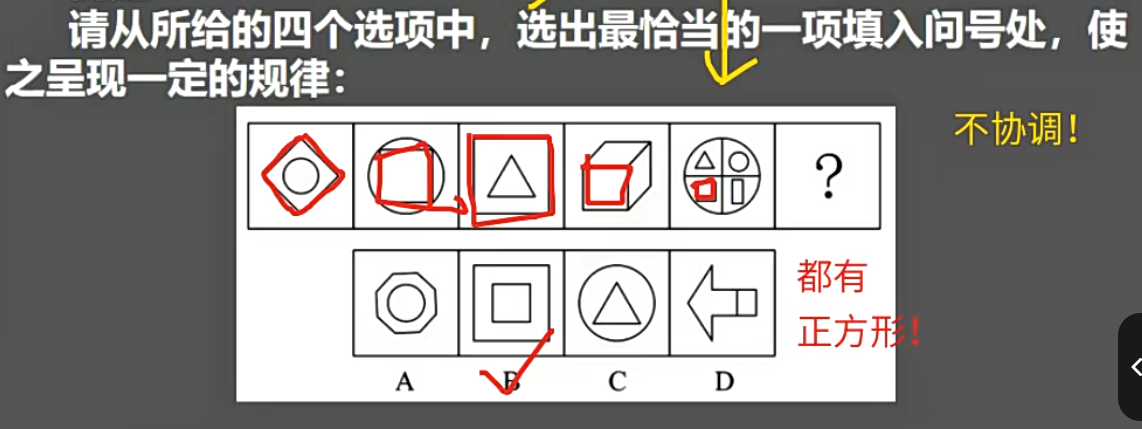 请从所给的四个选项中，选出最恰当的一项填入问号处，使
之呈现一定的规律：
不协调！
?
都有
正方形！
A B C D